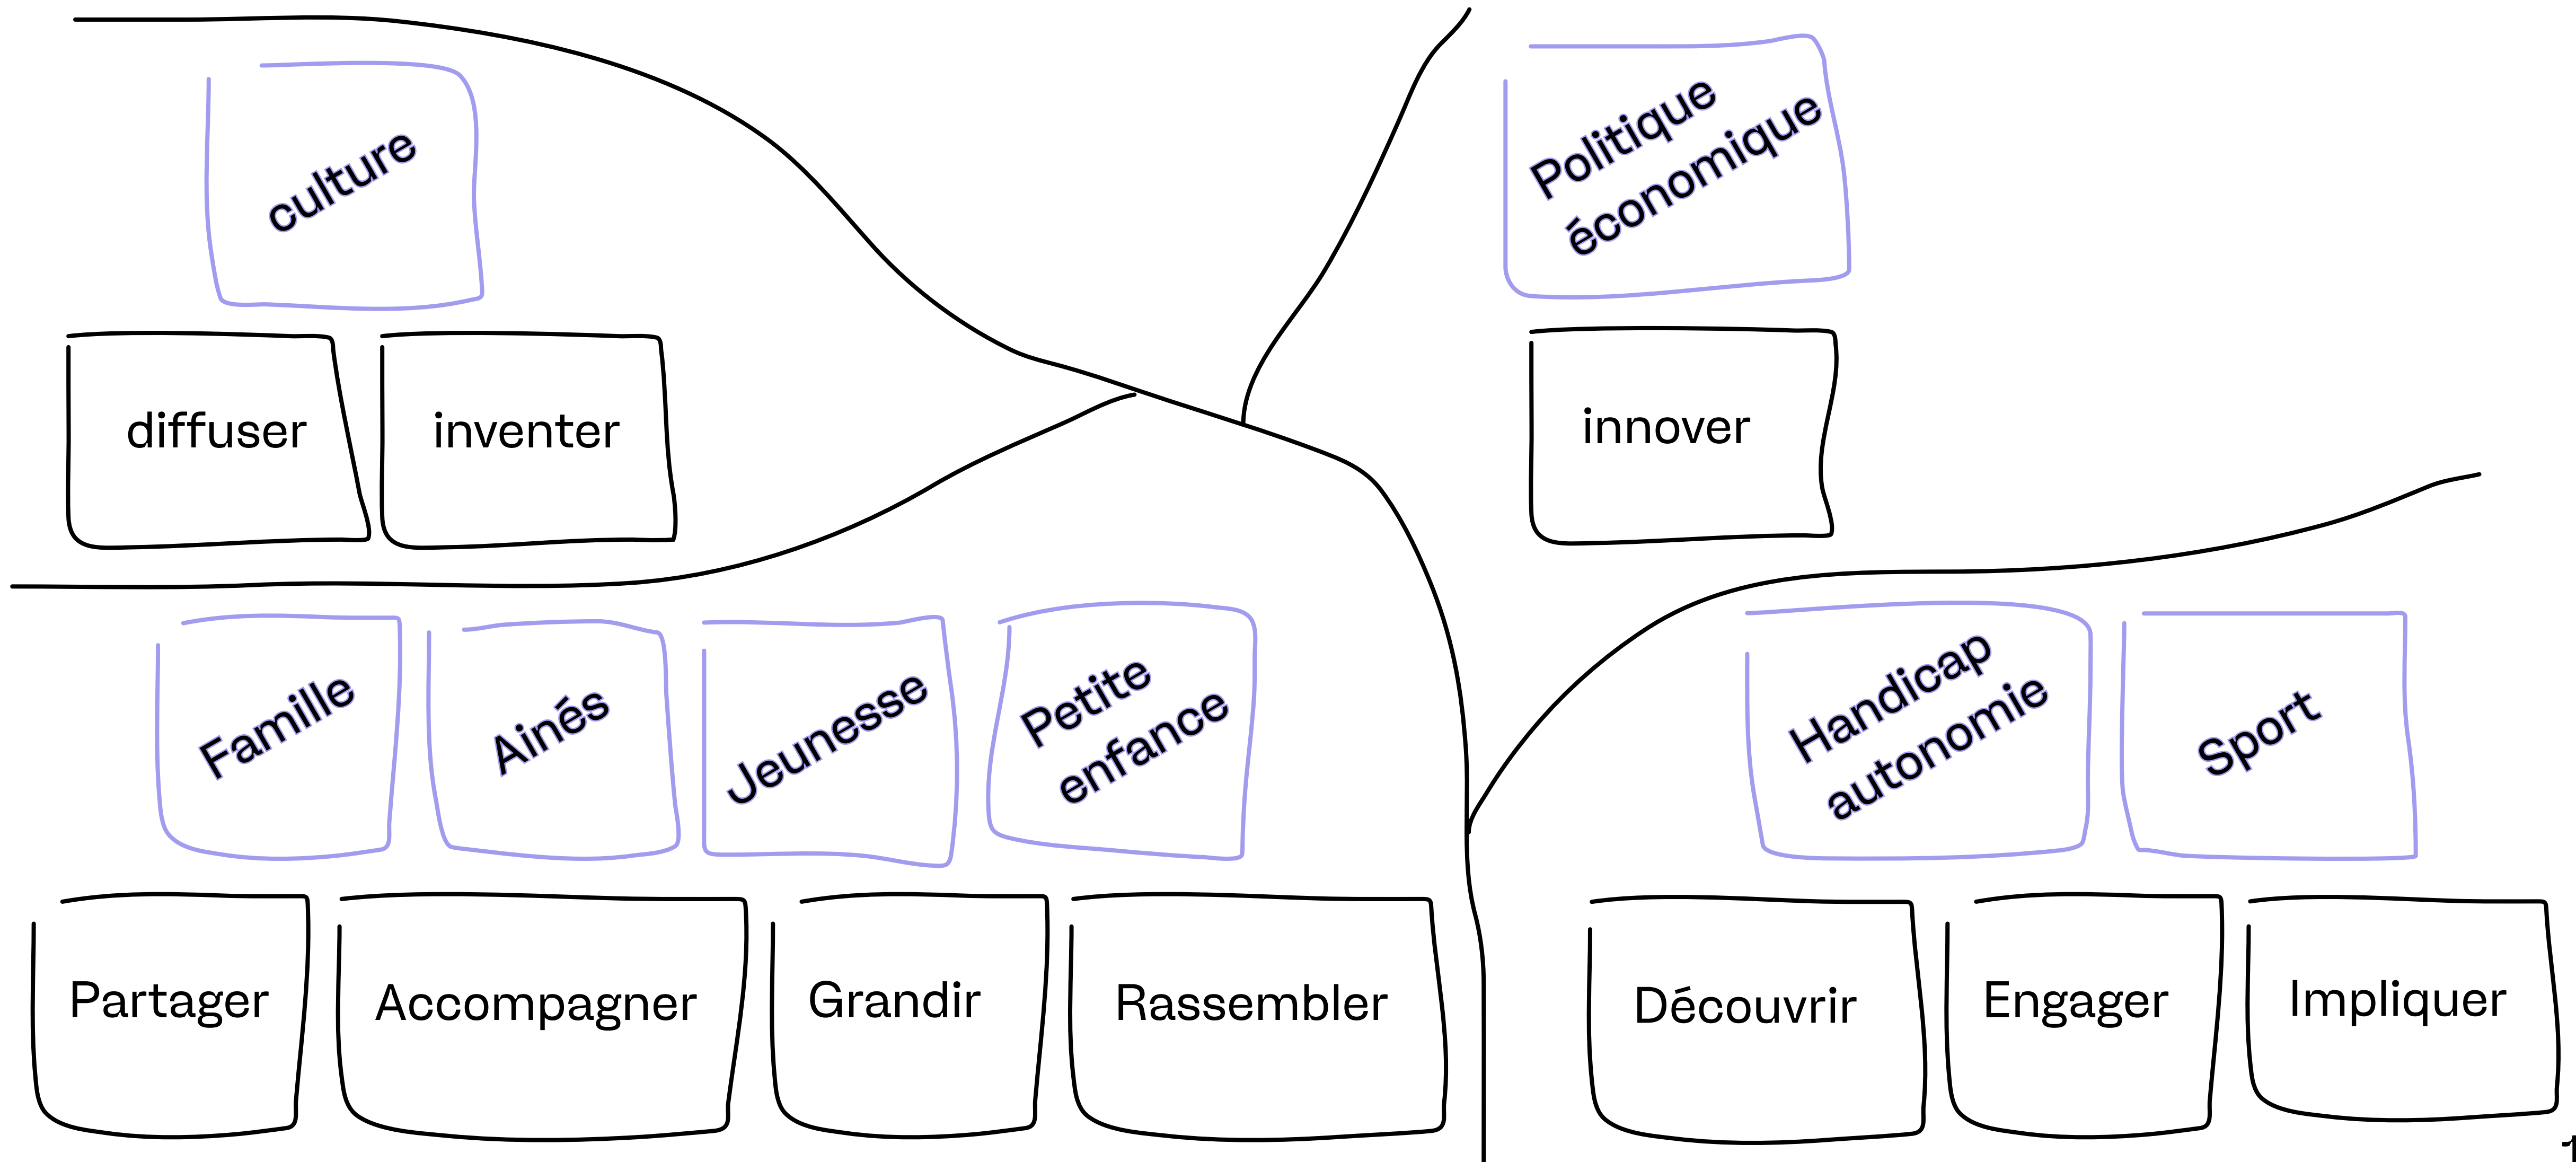 culture
diffuser
inventer
Politique
économique
innover
Famille
Ainés
Jeunesse
Petite
enfance
Partager
Accompagner
Grandir
Rassembler
Handicap
autonomie
Sport
Découvrir
Engager
Impliquer